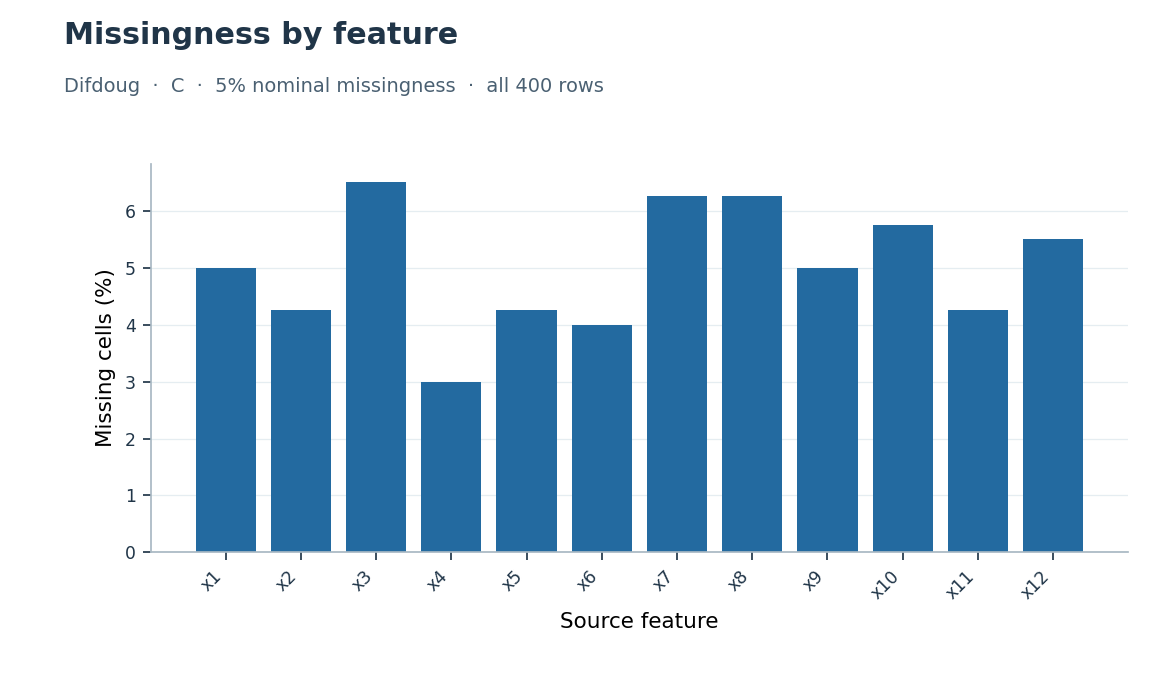 Missingness by feature
Difdoug · C · 5% nominal missingness · all 400 rows
Missing cells (%)
6
5
4
3
2
1
0
x1 x2 x3 x4 x5 x6 x7 x8 x9 x10 x11 x12
Source feature